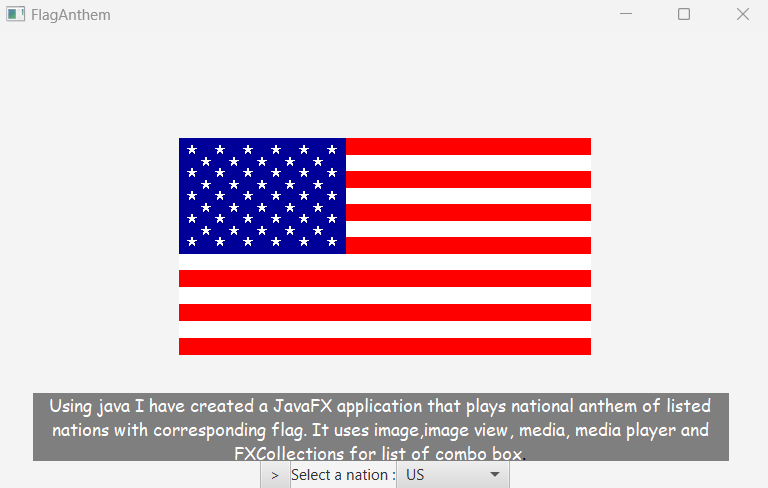 FlagAnthem
Using java I have created a JavaFX application that plays national anthem of listed
nations with corresponding flag. It uses image,image view, media, media player and
FXCollections for list of combo box.
> Select a nation : US